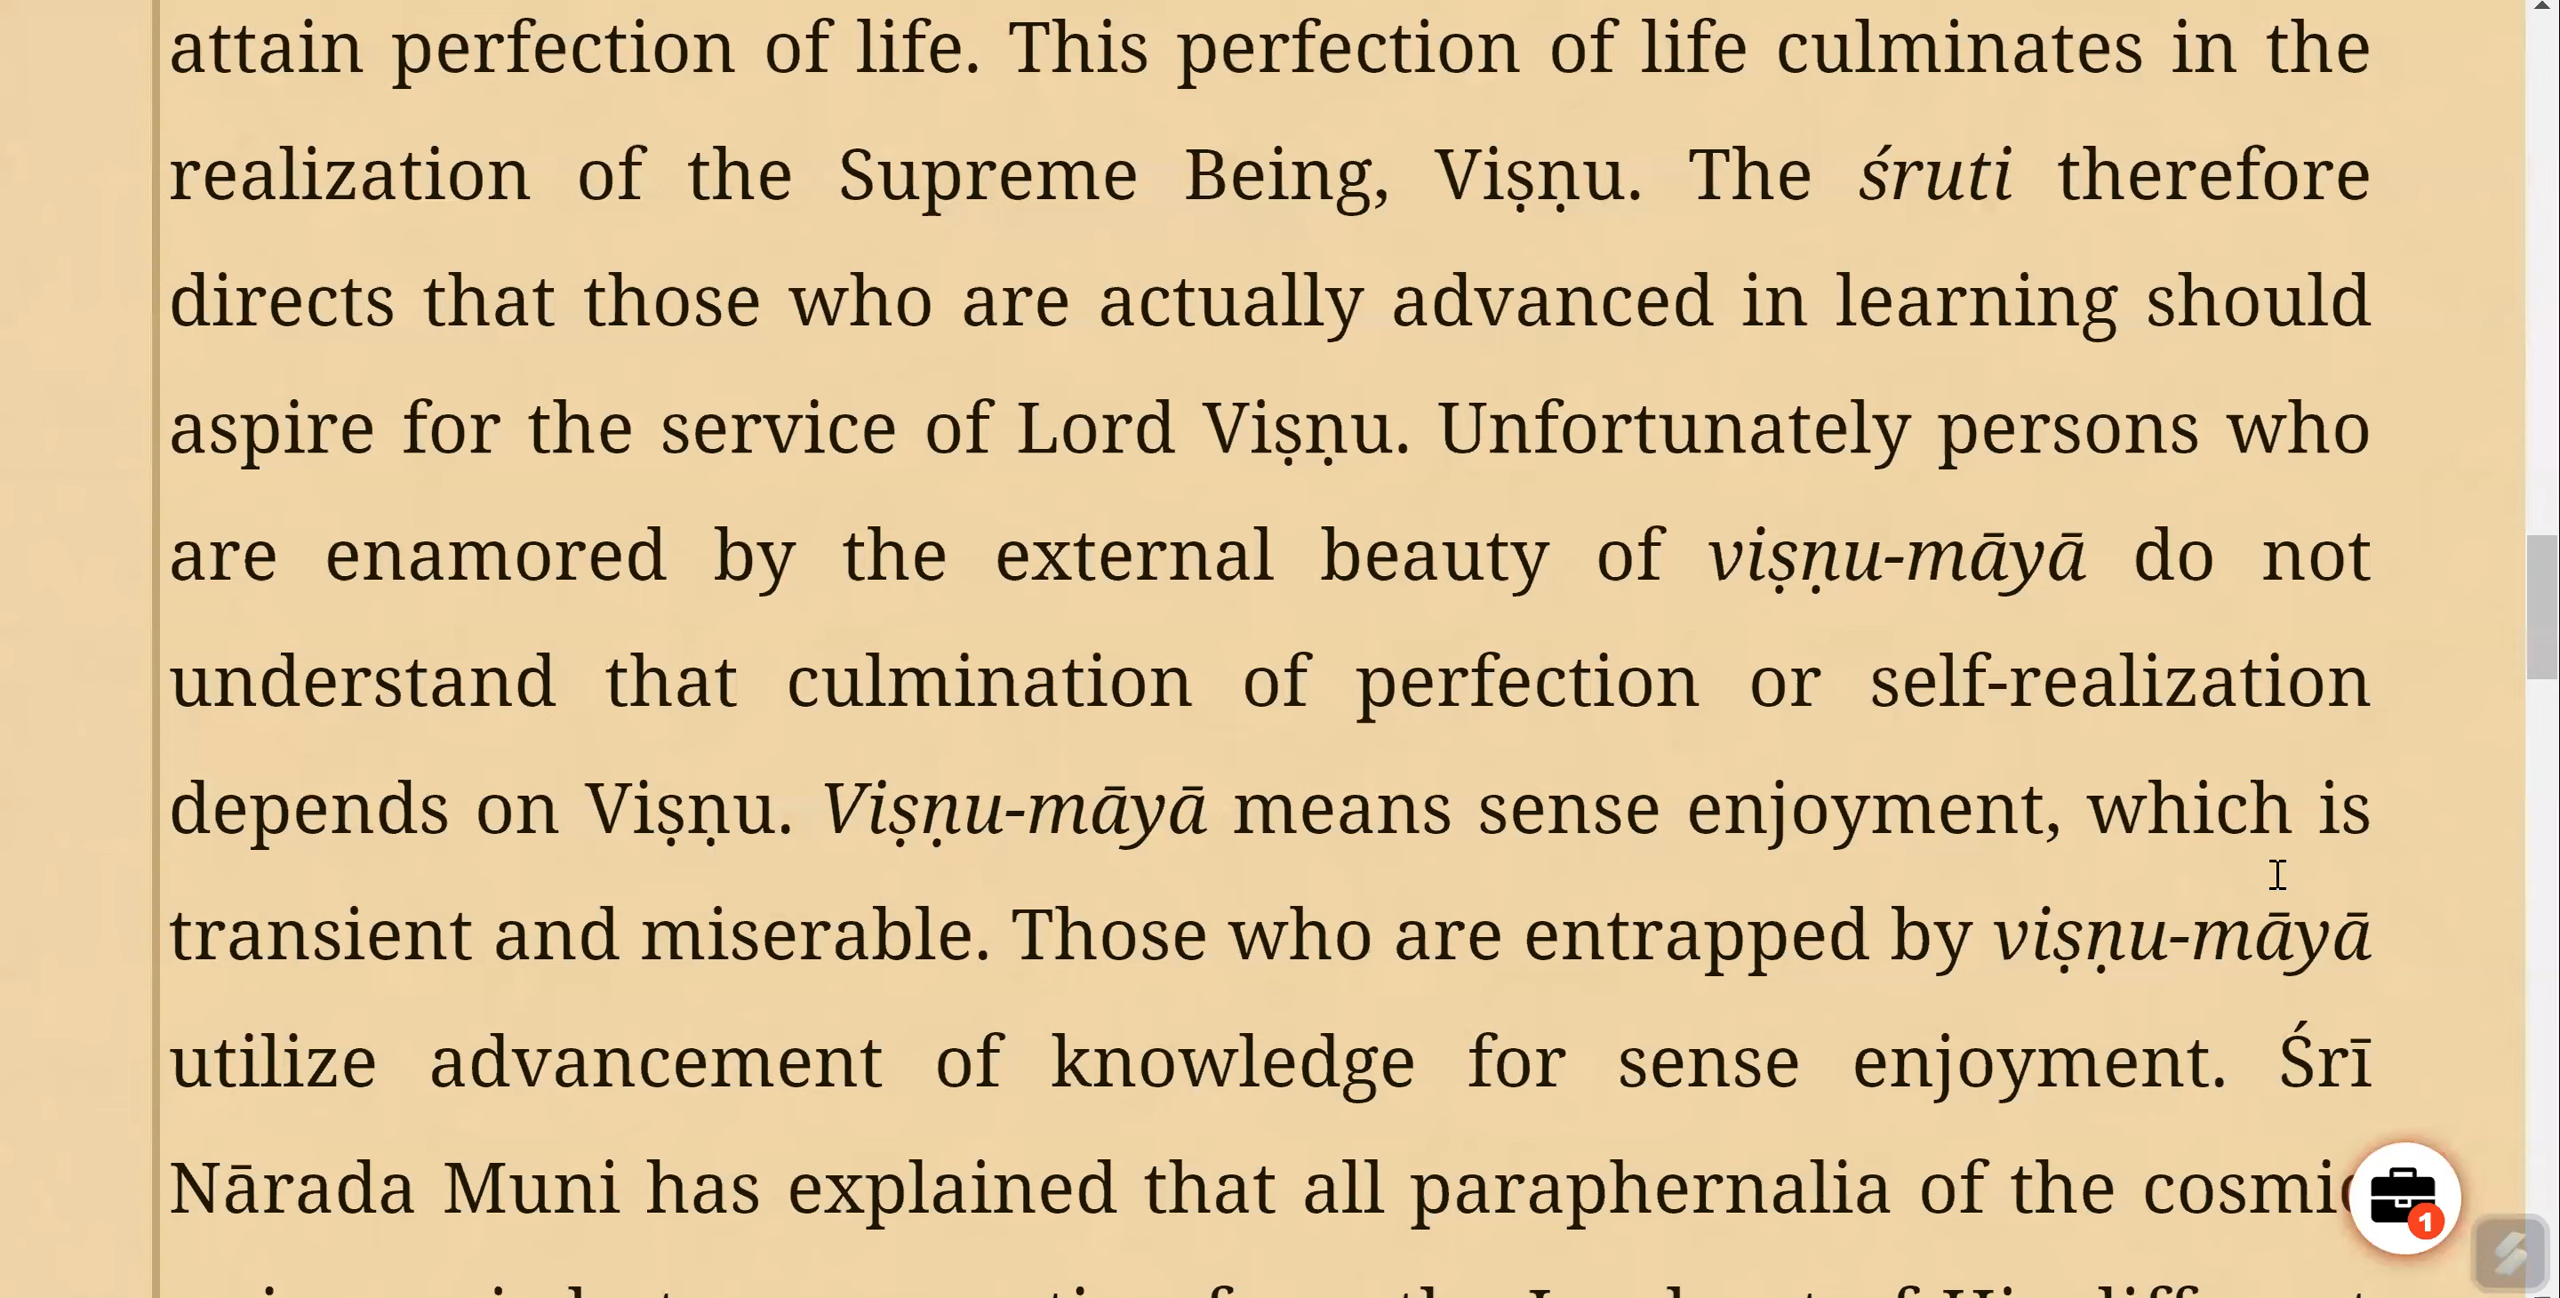 attain perfection of life. This perfection of life culminates in the
realization of the Supreme Being, Viṣṇu. The śruti therefore
directs that those who are actually advanced in learning should
aspire for the service of Lord Viṣṇu. Unfortunately persons who
are enamored by the external beauty of viṣṇu-māyā do not
understand that culmination of perfection or self-realization
depends on Viṣṇu. Viṣṇu-māyā means sense enjoyment, which is
transient and miserable. Those who are entrapped by viṣṇu-māyā
utilize advancement of knowledge for sense enjoyment. Śrī
Nārada Muni has explained that all paraphernalia of the cosmic
1